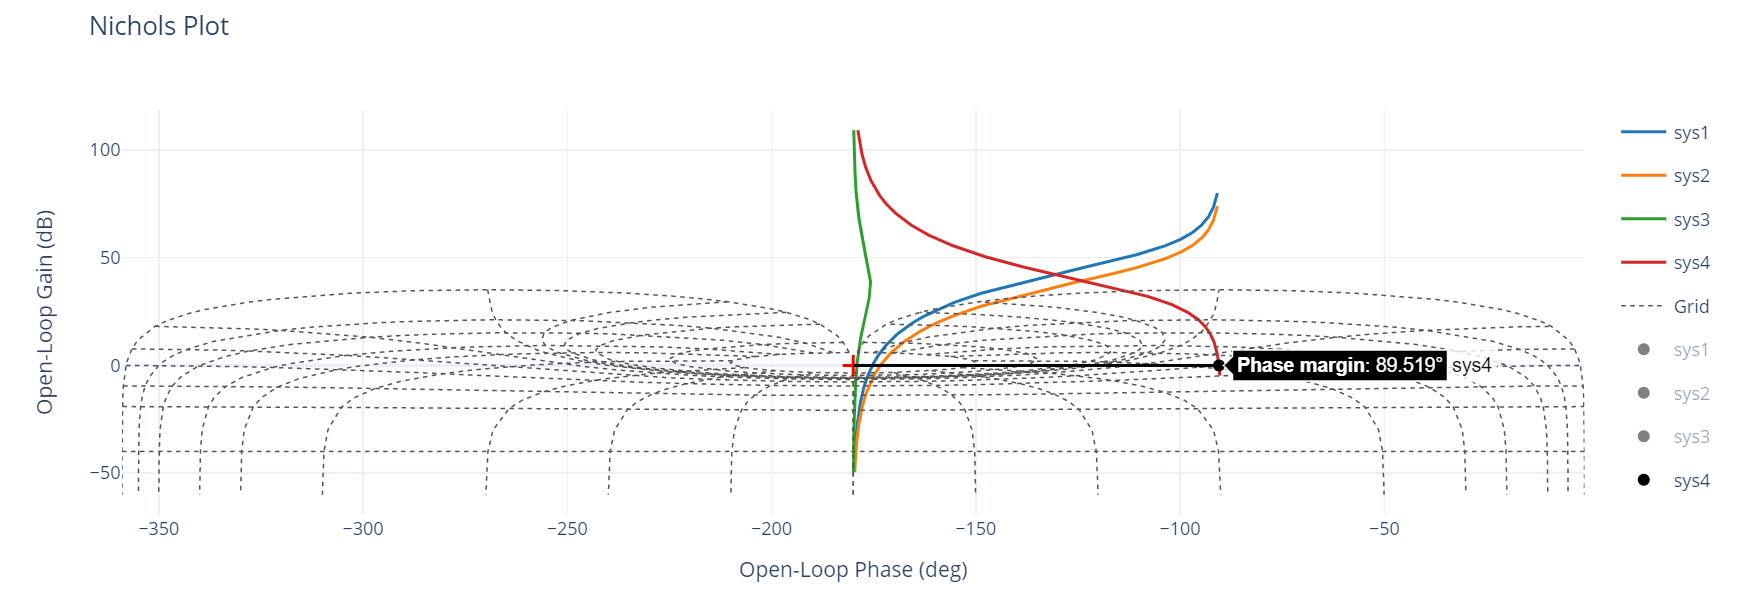 Nichols Plot
Open-Loop Gain (dB)
100
50
0
−50
−350
−300
−250
−200
−150
−100
−50
Open-Loop Phase (deg)
Phase margin: 89.519° sys4
sys1
sys2
sys3
sys4
Grid
sys1
sys2
sys3
sys4